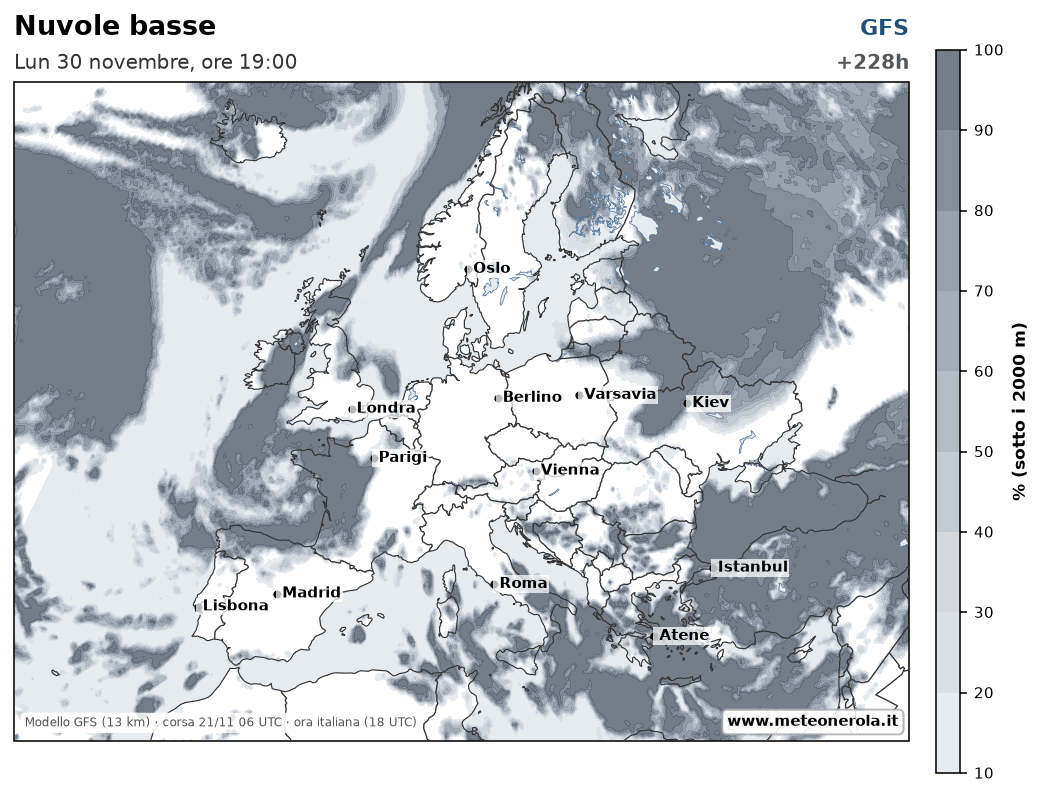 Nuvole basse
GFS
Lun 30 novembre, ore 19:00
+228h
100
90
80
70
60
50
40
30
20
10
% (sotto i 2000 m)
Oslo
Berlino
Varsavia
Kiev
Londra
Parigi
Vienna
Istanbul
Roma
Madrid
Lisbona
Atene
Modello GFS (13 km) · corsa 21/11 06 UTC · ora italiana (18 UTC)
www.meteonerola.it